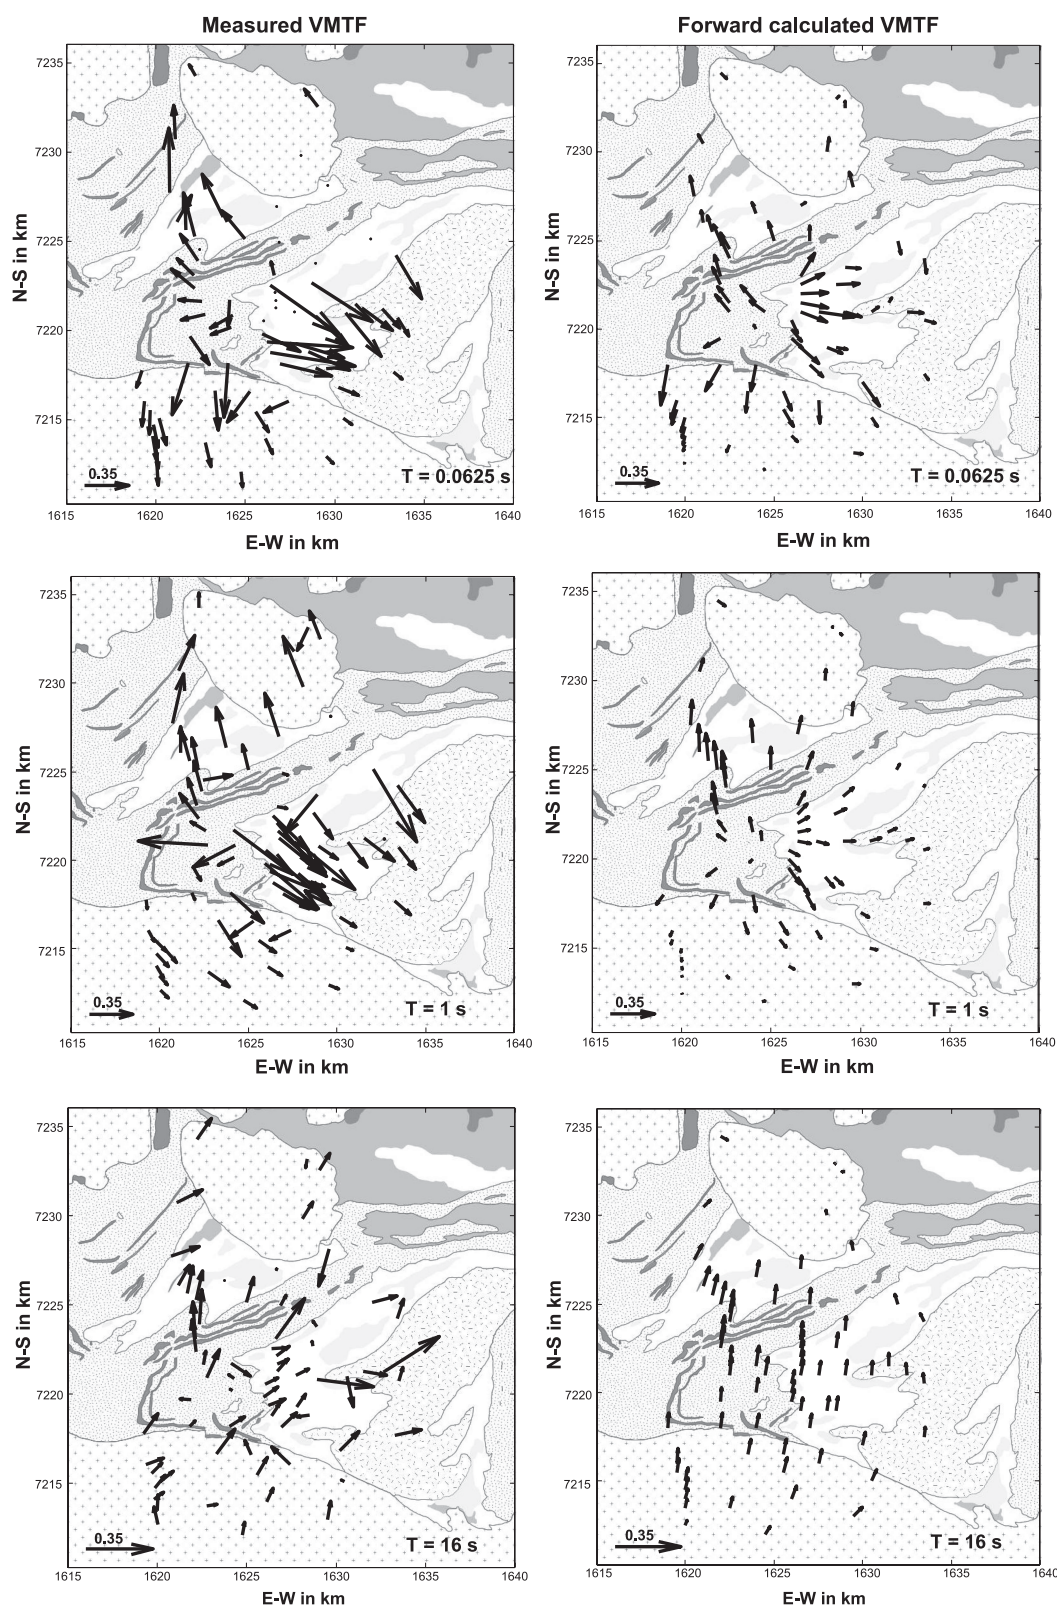 Measured VMTF
Forward calculated VMTF
7235
7230
7225
7220
7215
N-S in km
0.35
T = 0.0625 s
1615 1620 1625 1630 1635 1640
E-W in km
7235
7230
7225
7220
7215
N-S in km
0.35
T = 0.0625 s
1615 1620 1625 1630 1635 1640
E-W in km
7235
7230
7225
7220
7215
N-S in km
0.35
T = 1 s
1615 1620 1625 1630 1635 1640
E-W in km
7235
7230
7225
7220
7215
N-S in km
0.35
T = 1 s
1615 1620 1625 1630 1635 1640
E-W in km
7235
7230
7225
7220
7215
N-S in km
0.35
T = 16 s
1615 1620 1625 1630 1635 1640
E-W in km
7235
7230
7225
7220
7215
N-S in km
0.35
T = 16 s
1615 1620 1625 1630 1635 1640
E-W in km